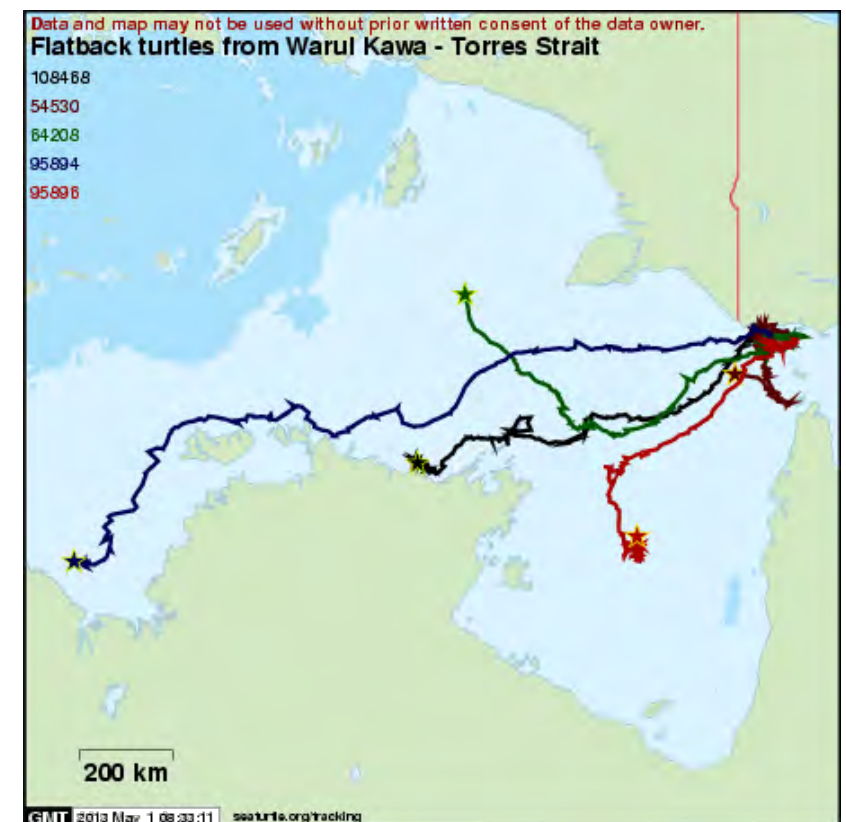 Data and map may not be used without prior written consent of the data owner.
Flatback turtles from Warul Kawa - Torres Strait
108468
54530
64208
95894
95896
200 km
GMT 2013 May 1 08:33:11 seaturtle.org/tracking